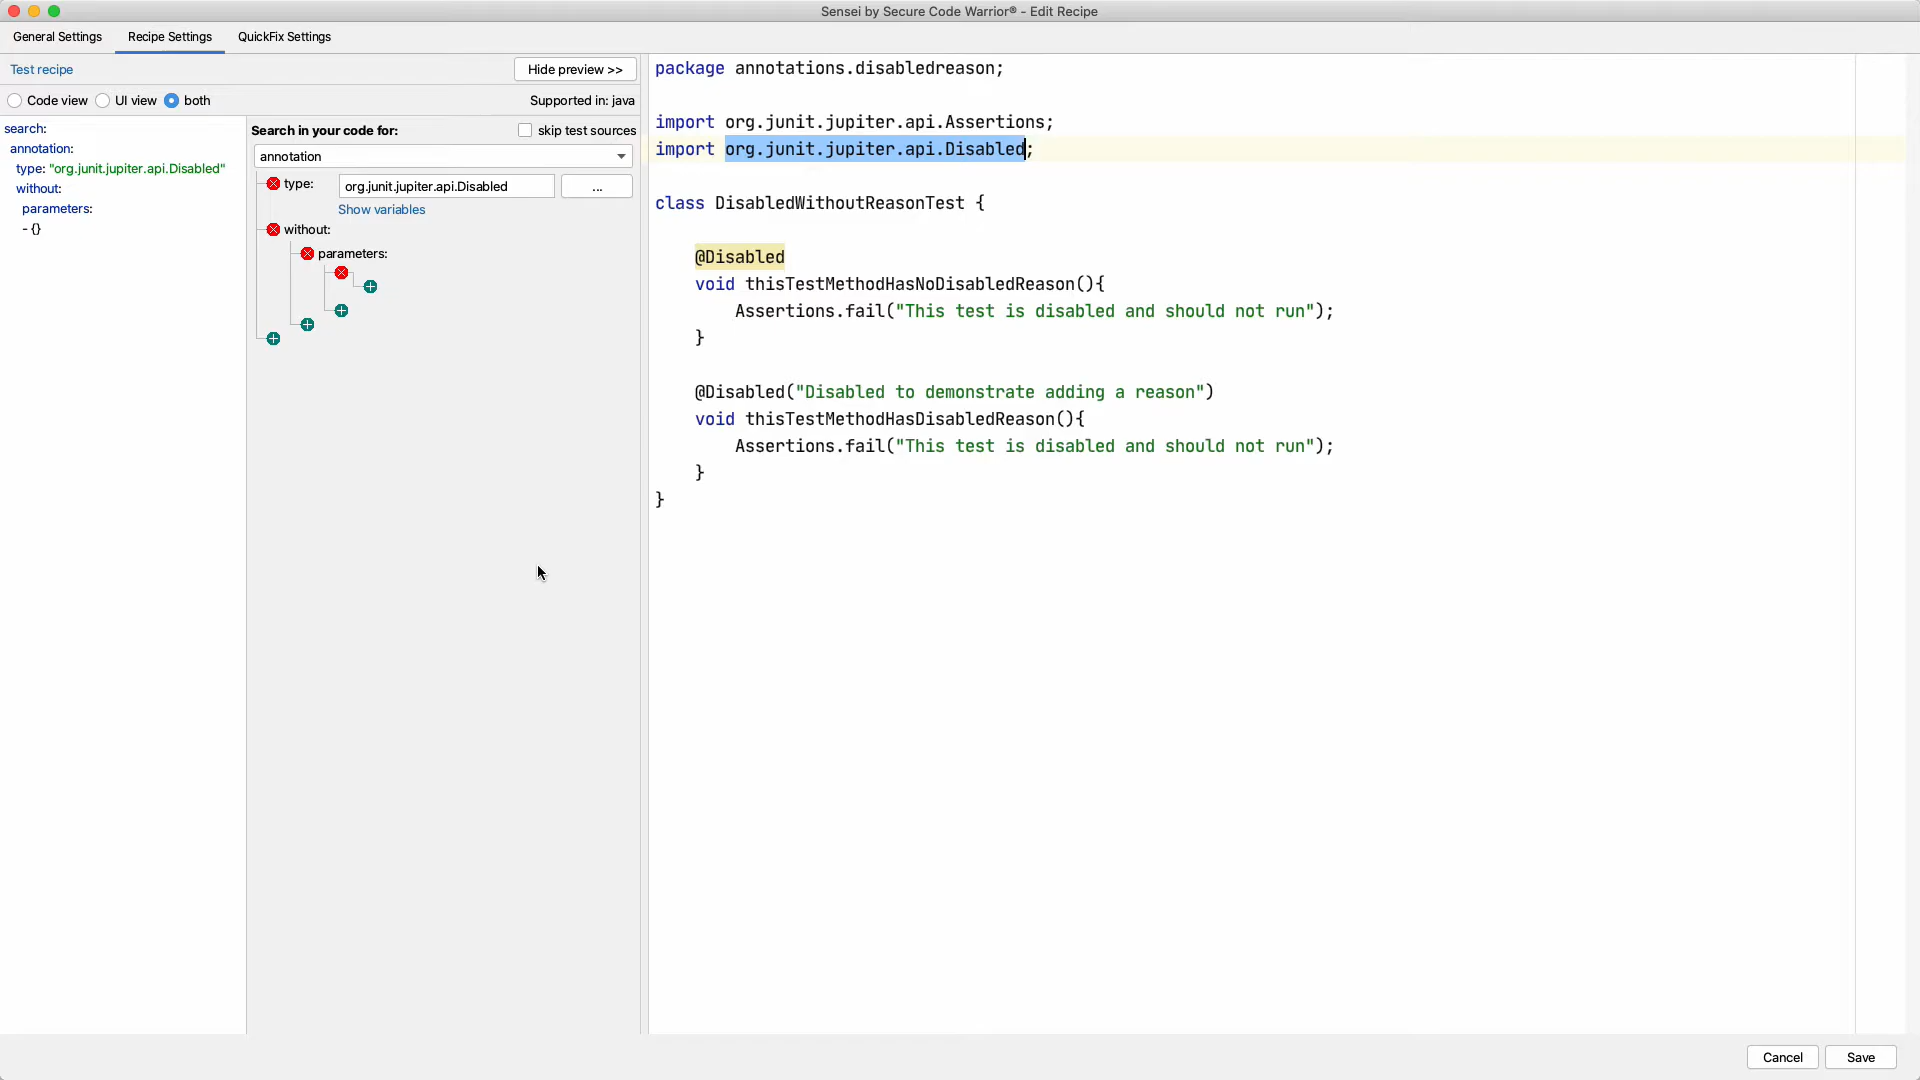 Sensei by Secure Code Warrior® - Edit Recipe
General Settings
Recipe Settings
QuickFix Settings
Test recipe
Hide preview >>
Code view
UI view
both
Supported in: java
search:
annotation:
type: "org.junit.jupiter.api.Disabled"
without:
parameters:
- {}
Search in your code for:
skip test sources
annotation
type:
org.junit.jupiter.api.Disabled
...
Show variables
without:
parameters:
package annotations.disabledreason;
import org.junit.jupiter.api.Assertions;
import org.junit.jupiter.api.Disabled;
class DisabledWithoutReasonTest {
@Disabled
void thisTestMethodHasNoDisabledReason(){
Assertions.fail("This test is disabled and should not run");
}
@Disabled("Disabled to demonstrate adding a reason")
void thisTestMethodHasDisabledReason(){
Assertions.fail("This test is disabled and should not run");
}
}
Cancel
Save